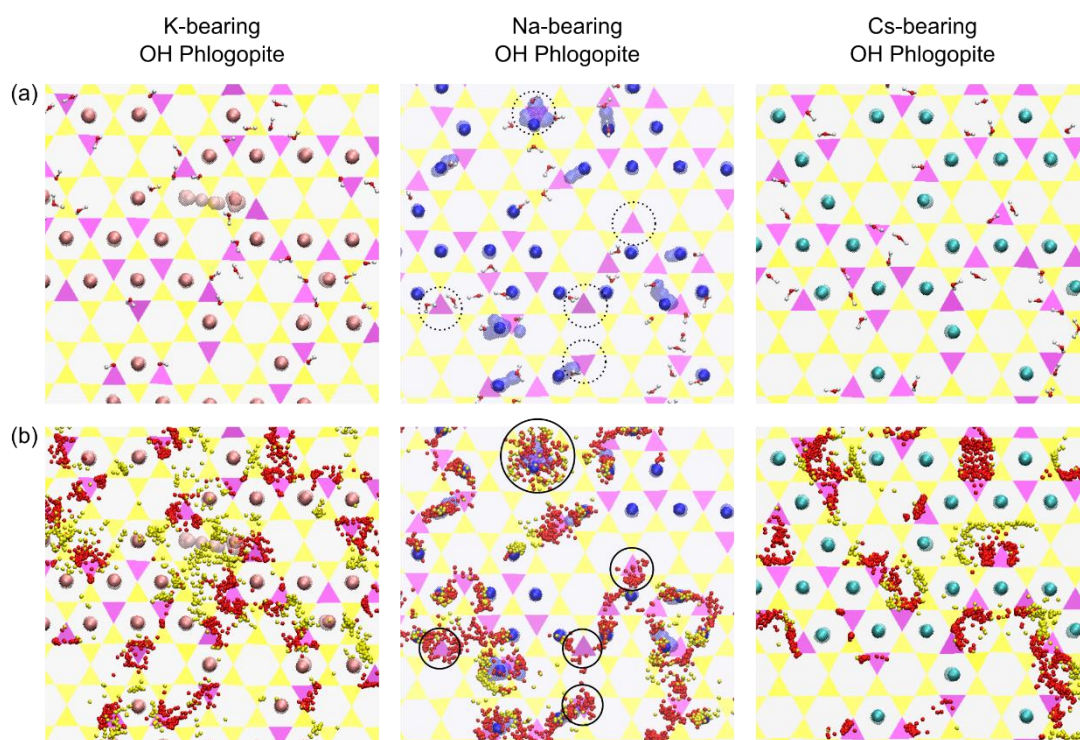 K-bearing
OH Phlogopite
Na-bearing
OH Phlogopite
Cs-bearing
OH Phlogopite
(a)
(b)